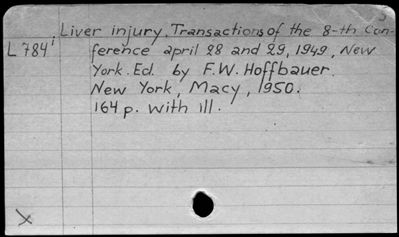 Liver injury. Transactions of the 8-th Con-
L 784
ference april 28 and 29, 1949, New
York. Ed. by F.W. Hoffbauer.
New York, Macy, 1950.
164 p. with ill.